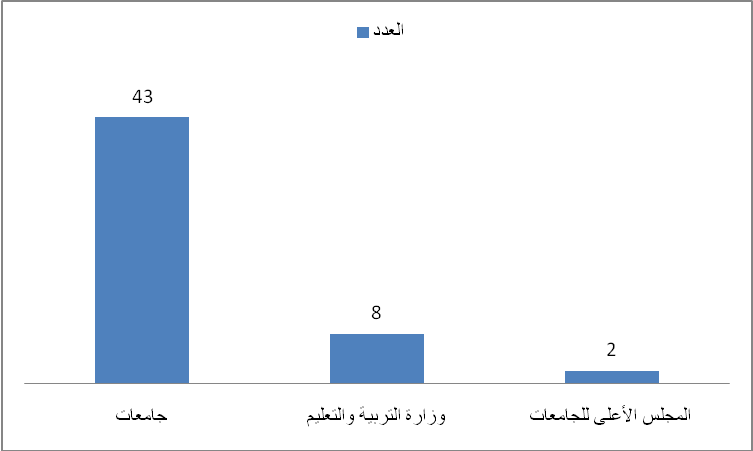 العدد
43
8
2
جامعات
وزارة التربية والتعليم
المجلس الأعلى للجامعات